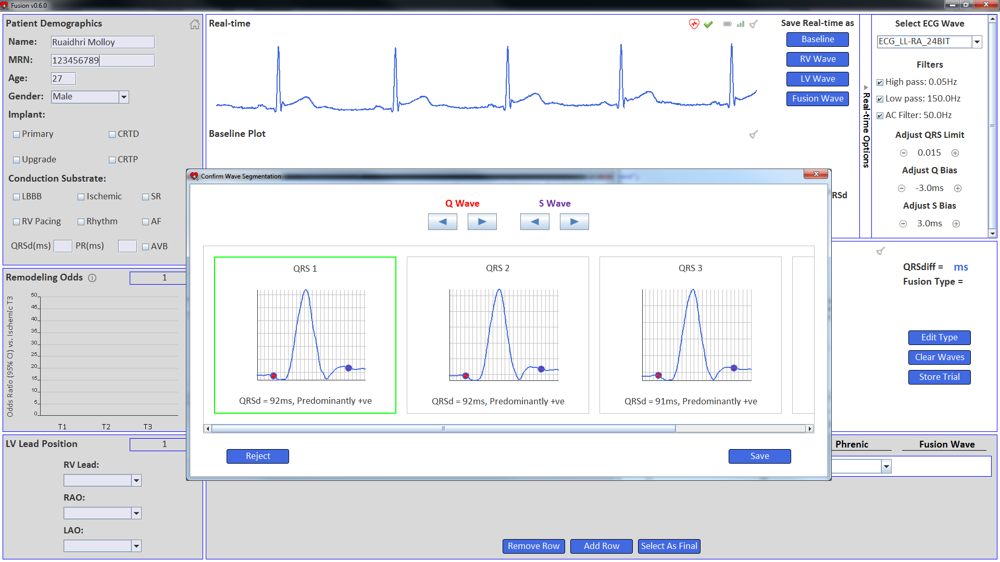 Fusion v0.6.0
Patient Demographics
Name: Ruaidhri Molloy
MRN: 123456789
Age: 27
Gender: Male
Implant:
Primary CRTD
Upgrade CRTP
Conduction Substrate:
LBBB Ischemic SR
RV Pacing Rhythm AF
QRSd(ms) PR(ms) AVB
Remodeling Odds 1
Odds Ratio (95% CI) vs. Ischemic T3
50
45
40
35
30
25
20
15
10
5
0
T1 T2 T3
LV Lead Position 1
RV Lead:
RAO:
LAO:
Real-time
Baseline Plot
Save Real-time as
Baseline
RV Wave
LV Wave
Fusion Wave
RSd
Real-time Options
Select ECG Wave
ECG_LL-RA_24BIT
Filters
High pass: 0.05Hz
Low pass: 150.0Hz
AC Filter: 50.0Hz
Adjust QRS Limit
0.015
Adjust Q Bias
-3.0ms
Adjust S Bias
3.0ms
Confirm Wave Segmentation
Q Wave S Wave
QRS 1
QRSd = 92ms, Predominantly +ve
QRS 2
QRSd = 92ms, Predominantly +ve
QRS 3
QRSd = 91ms, Predominantly +ve
Reject Save
QRSdiff = ms
Fusion Type =
Edit Type
Clear Waves
Store Trial
Phrenic Fusion Wave
Remove Row Add Row Select As Final